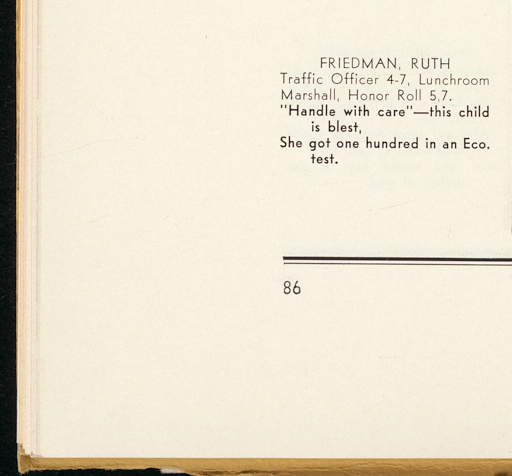 FRIEDMAN, RUTH
Traffic Officer 4-7, Lunchroom
Marshall, Honor Roll 5,7.
"Handle with care"—this child
is blest,
She got one hundred in an Eco.
test.
86